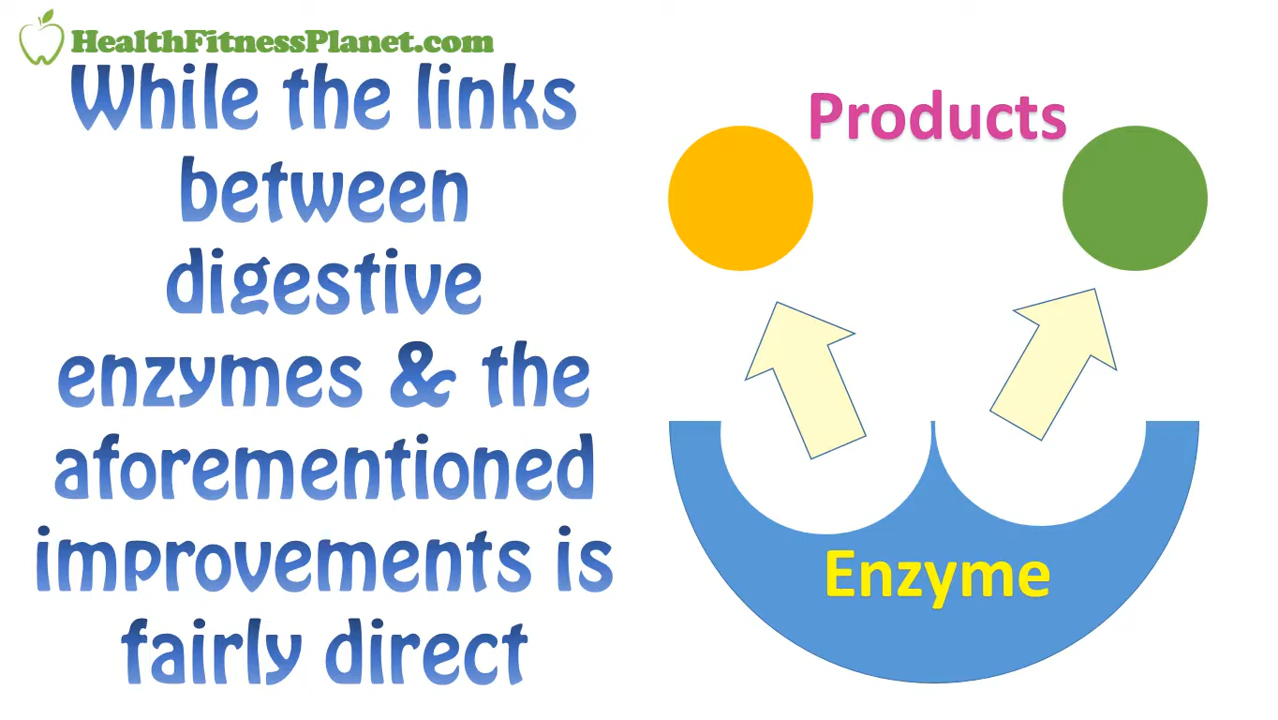 HealthFitnessPlanet.com
While the links
between
digestive
enzymes & the
aforementioned
improvements is
fairly direct
Products
Enzyme